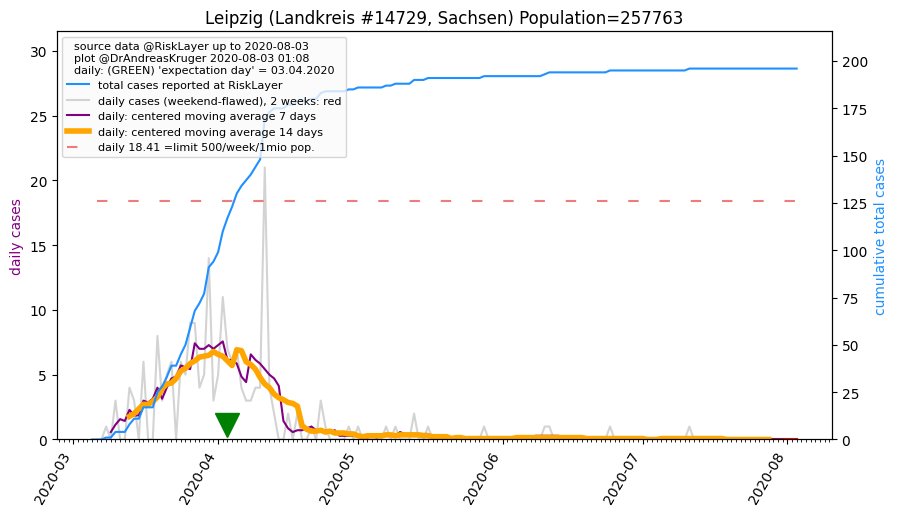 Leipzig (Landkreis #14729, Sachsen) Population=257763
source data @RiskLayer up to 2020-08-03
plot @DrAndreasKruger 2020-08-03 01:08
daily: (GREEN) 'expectation day' = 03.04.2020
total cases reported at RiskLayer
daily cases (weekend-flawed), 2 weeks: red
daily: centered moving average 7 days
daily: centered moving average 14 days
daily 18.41 =limit 500/week/1mio pop.
daily cases
30
25
20
15
10
5
0
cumulative total cases
200
175
150
125
100
75
50
25
0
2020-03
2020-04
2020-05
2020-06
2020-07
2020-08